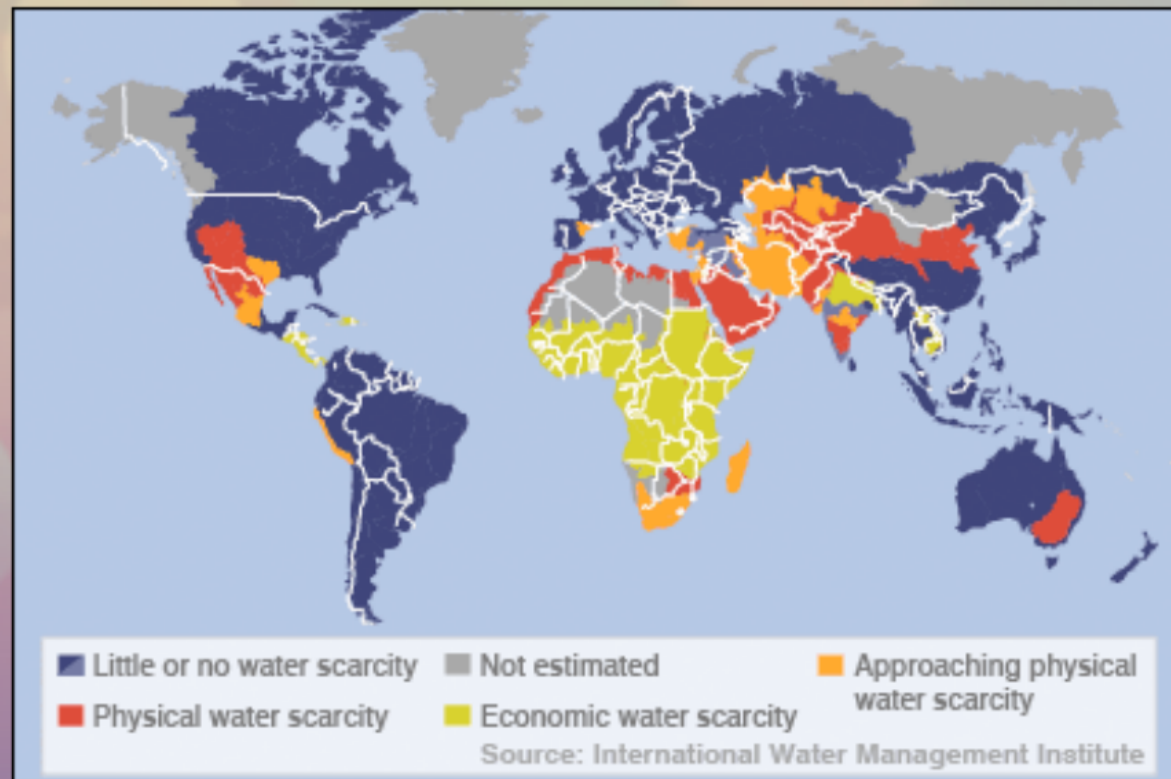 Little or no water scarcity
Not estimated
Approaching physical
water scarcity
Physical water scarcity
Economic water scarcity
Source: International Water Management Institute